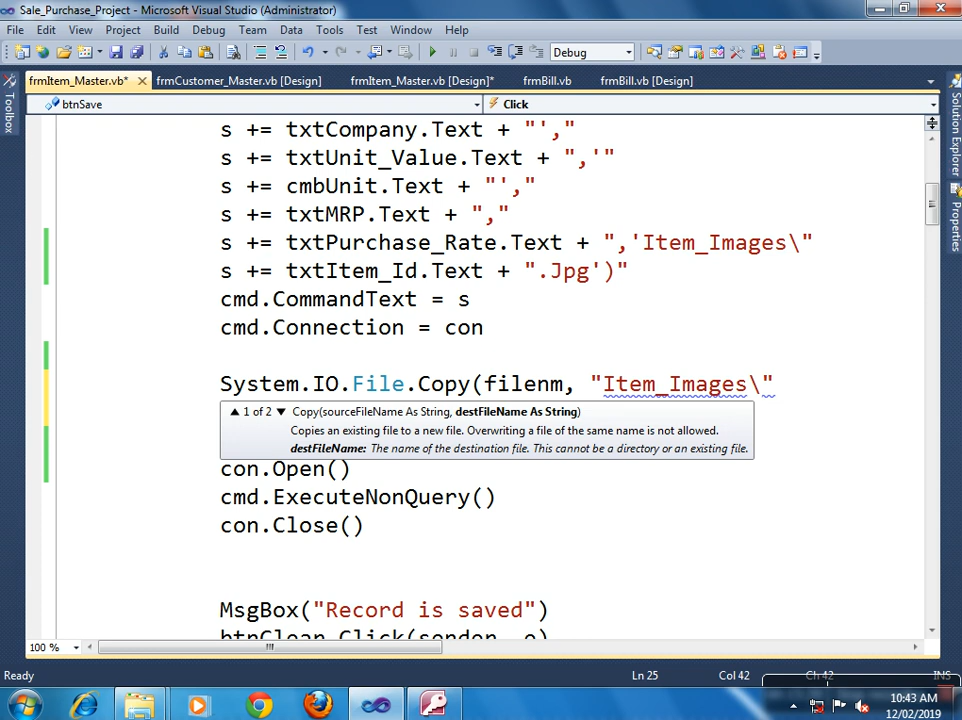 Sale_Purchase_Project - Microsoft Visual Studio (Administrator)
File Edit View Project Build Debug Team Data Tools Test Window Help
Debug
frmItem_Master.vb* frmCustomer_Master.vb [Design] frmItem_Master.vb [Design]* frmBill.vb frmBill.vb [Design]
btnSave Click
Toolbox
Solution Explorer
Properties
s += txtCompany.Text + "',"
s += txtUnit_Value.Text + ",'"
s += cmbUnit.Text + "',"
s += txtMRP.Text + ","
s += txtPurchase_Rate.Text + ",'Item_Images\"
s += txtItem_Id.Text + ".Jpg')"
cmd.CommandText = s
cmd.Connection = con
System.IO.File.Copy(filenm, "Item_Images\"
▲ 1 of 2 ▼ Copy(sourceFileName As String, destFileName As String)
Copies an existing file to a new file. Overwriting a file of the same name is not allowed.
destFileName: The name of the destination file. This cannot be a directory or an existing file.
con.Open()
cmd.ExecuteNonQuery()
con.Close()
MsgBox("Record is saved")
btnClean_Click(sender, e)
100 %
Ready Ln 25 Col 42 Ch 42 INS
10:43 AM
12/02/2019